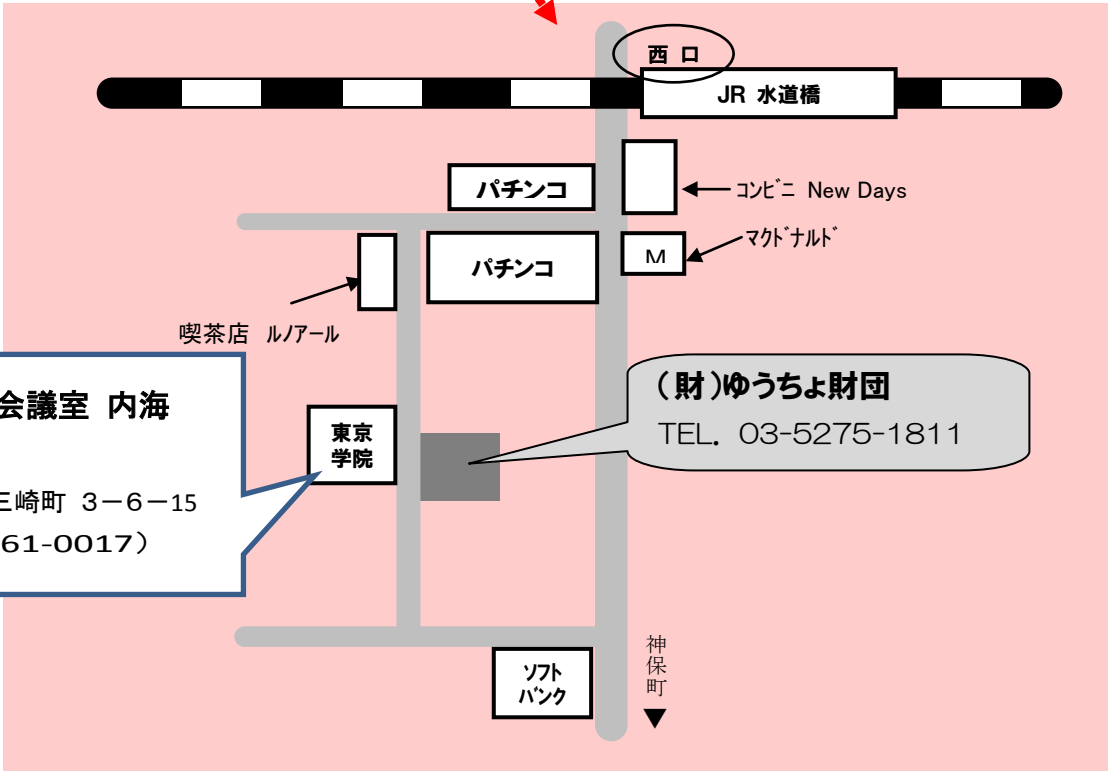 西 口
JR 水道橋
パチンコ
コンビニ New Days
マクドナルド
M
パチンコ
喫茶店 ルノアール
会議室 内海
三崎町 3－6－15
61-0017）
東京
学院
（財）ゆうちょ財団
TEL. 03-5275-1811
ソフト
バンク
神保町